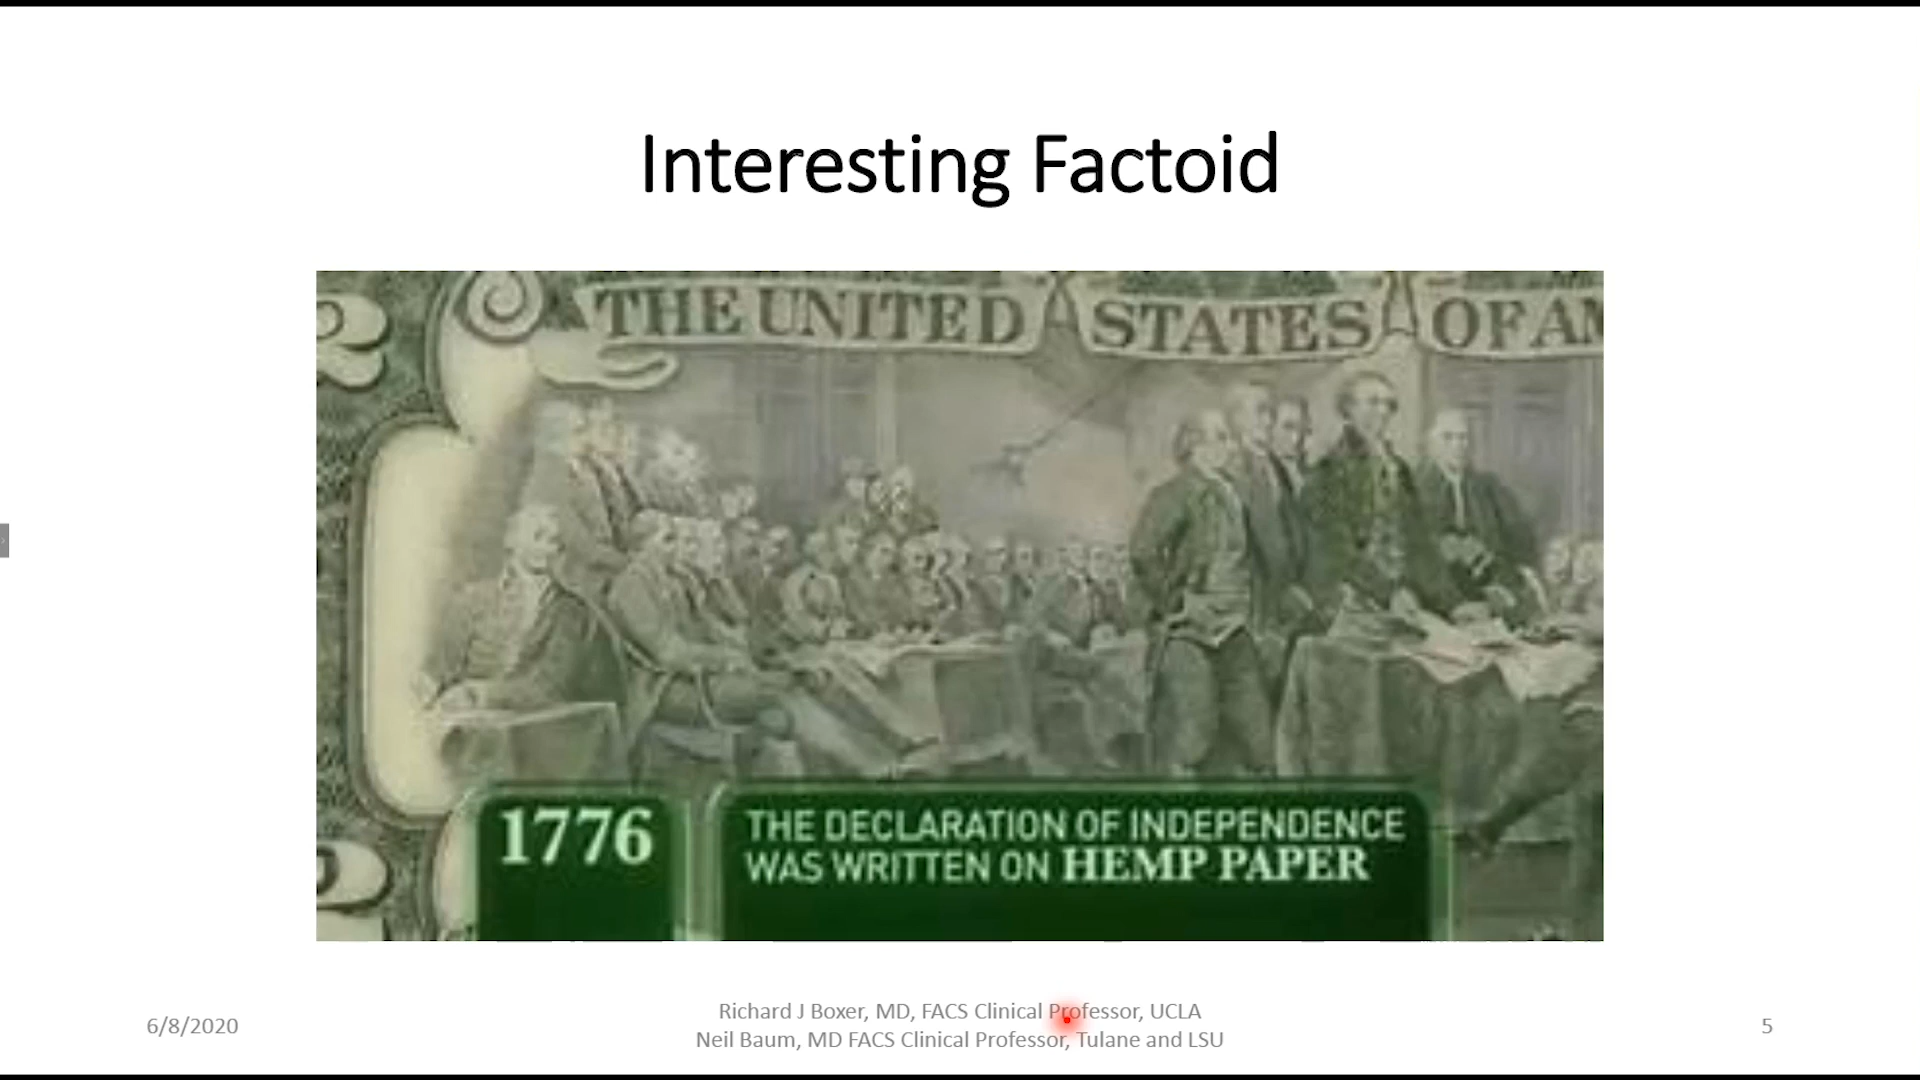 Interesting Factoid
THE UNITED STATES OF AM
1776
THE DECLARATION OF INDEPENDENCE
WAS WRITTEN ON HEMP PAPER
6/8/2020
Richard J Boxer, MD, FACS Clinical Professor, UCLA
Neil Baum, MD FACS Clinical Professor, Tulane and LSU
5